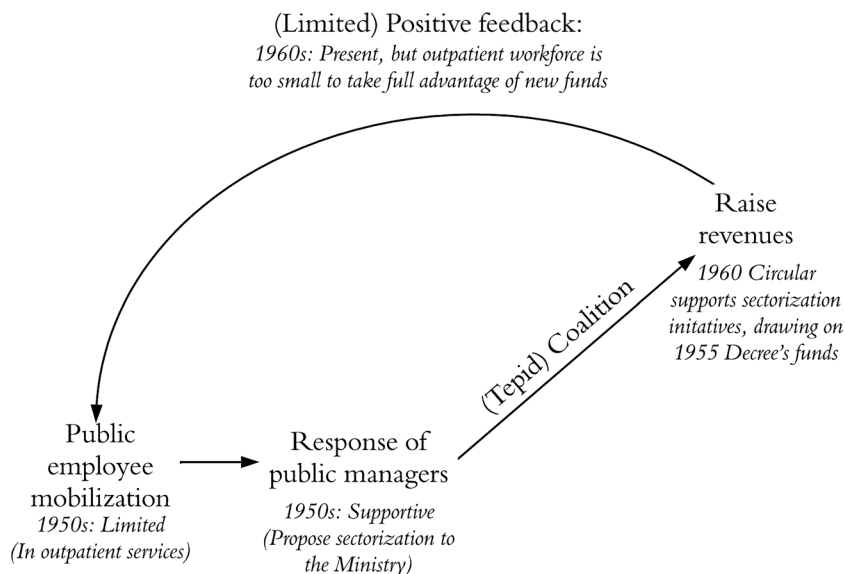 (Limited) Positive feedback:
1960s: Present, but outpatient workforce is
too small to take full advantage of new funds
Raise
revenues
1960 Circular
supports sectorization
initatives, drawing on
1955 Decree's funds
(Tepid) Coalition
Public
employee
mobilization
1950s: Limited
(In outpatient services)
Response of
public managers
1950s: Supportive
(Propose sectorization to
the Ministry)